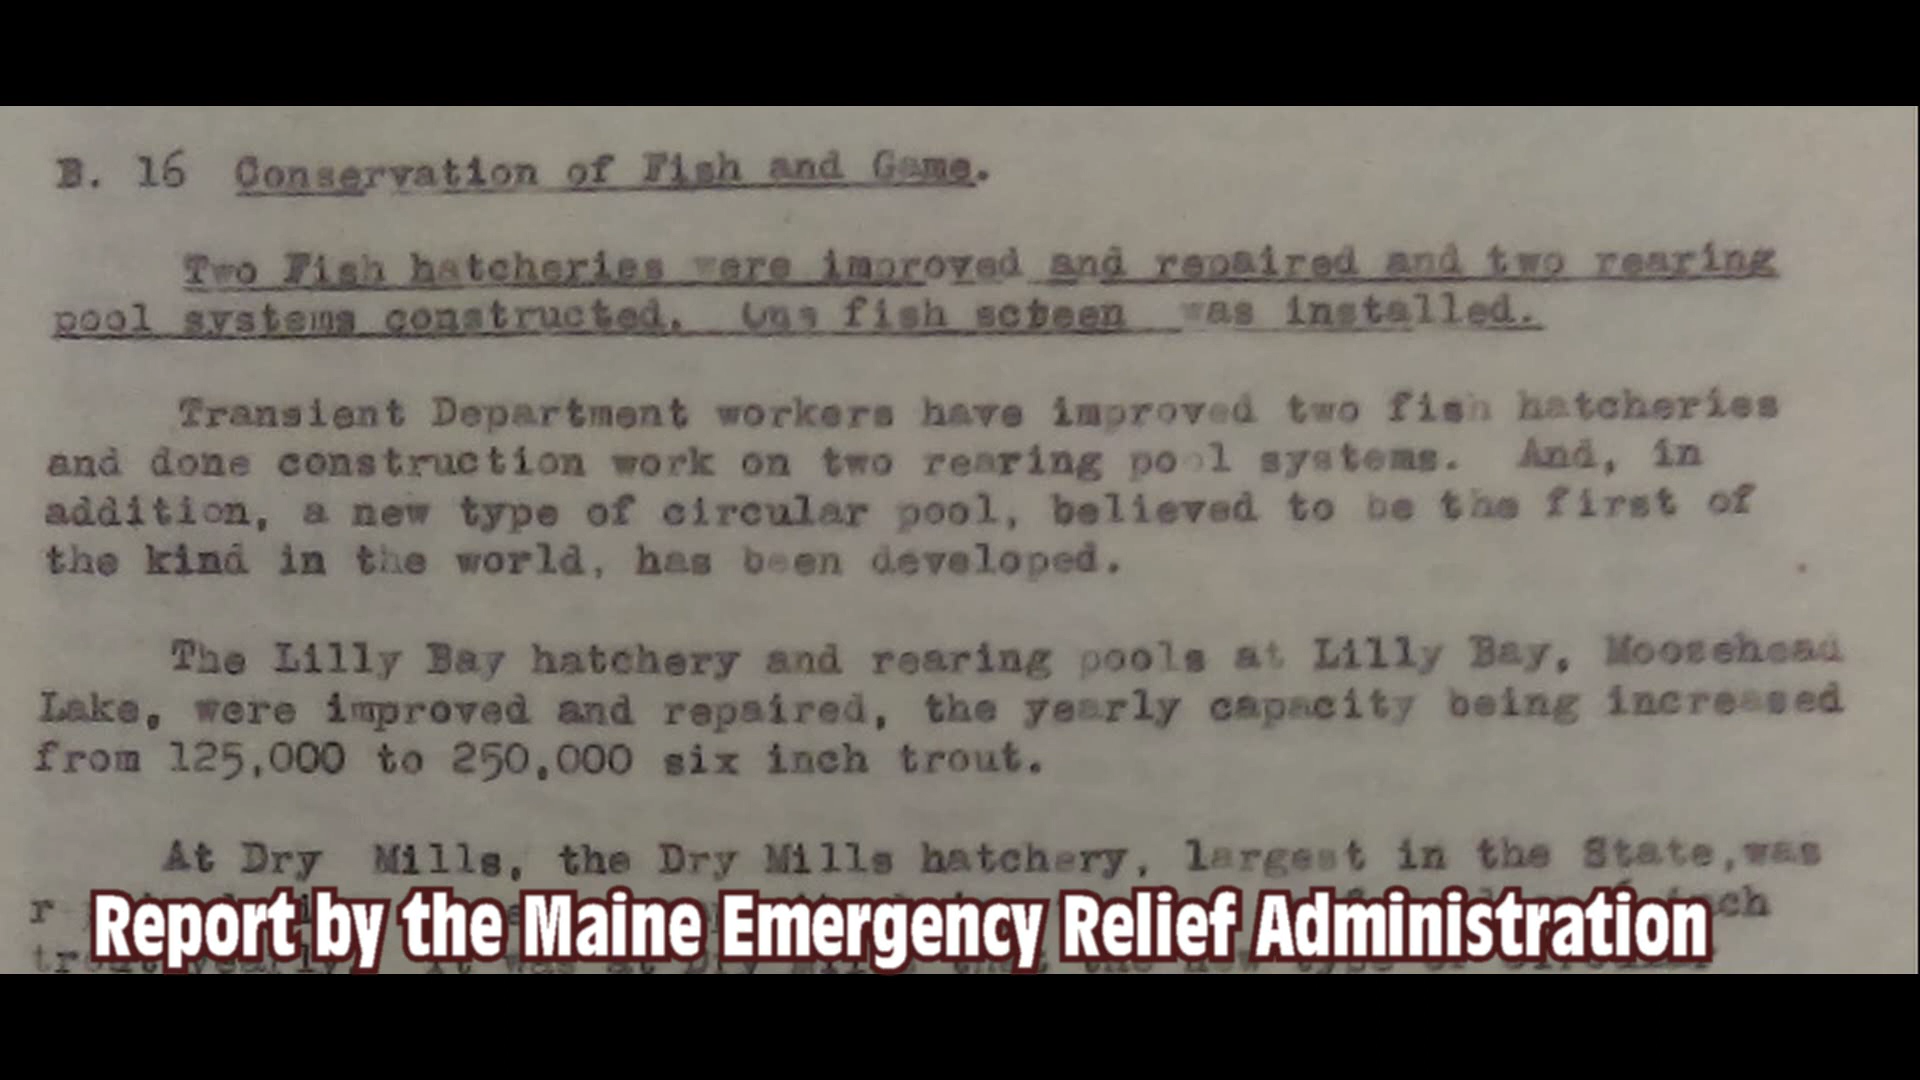 B. 16 Conservation of Fish and Game.
Two Fish hatcheries were improved and repaired and two rearing
pool systems constructed. One fish screen was installed.
Transient Department workers have improved two fish hatcheries
and done construction work on two rearing pool systems. And, in
addition, a new type of circular pool, believed to be the first of
the kind in the world, has been developed.
The Lilly Bay hatchery and rearing pools at Lilly Bay, Moosehead
Lake, were improved and repaired, the yearly capacity being increased
from 125,000 to 250,000 six inch trout.
At Dry Mills, the Dry Mills hatchery, largest in the State,was
inch
Report by the Maine Emergency Relief Administration